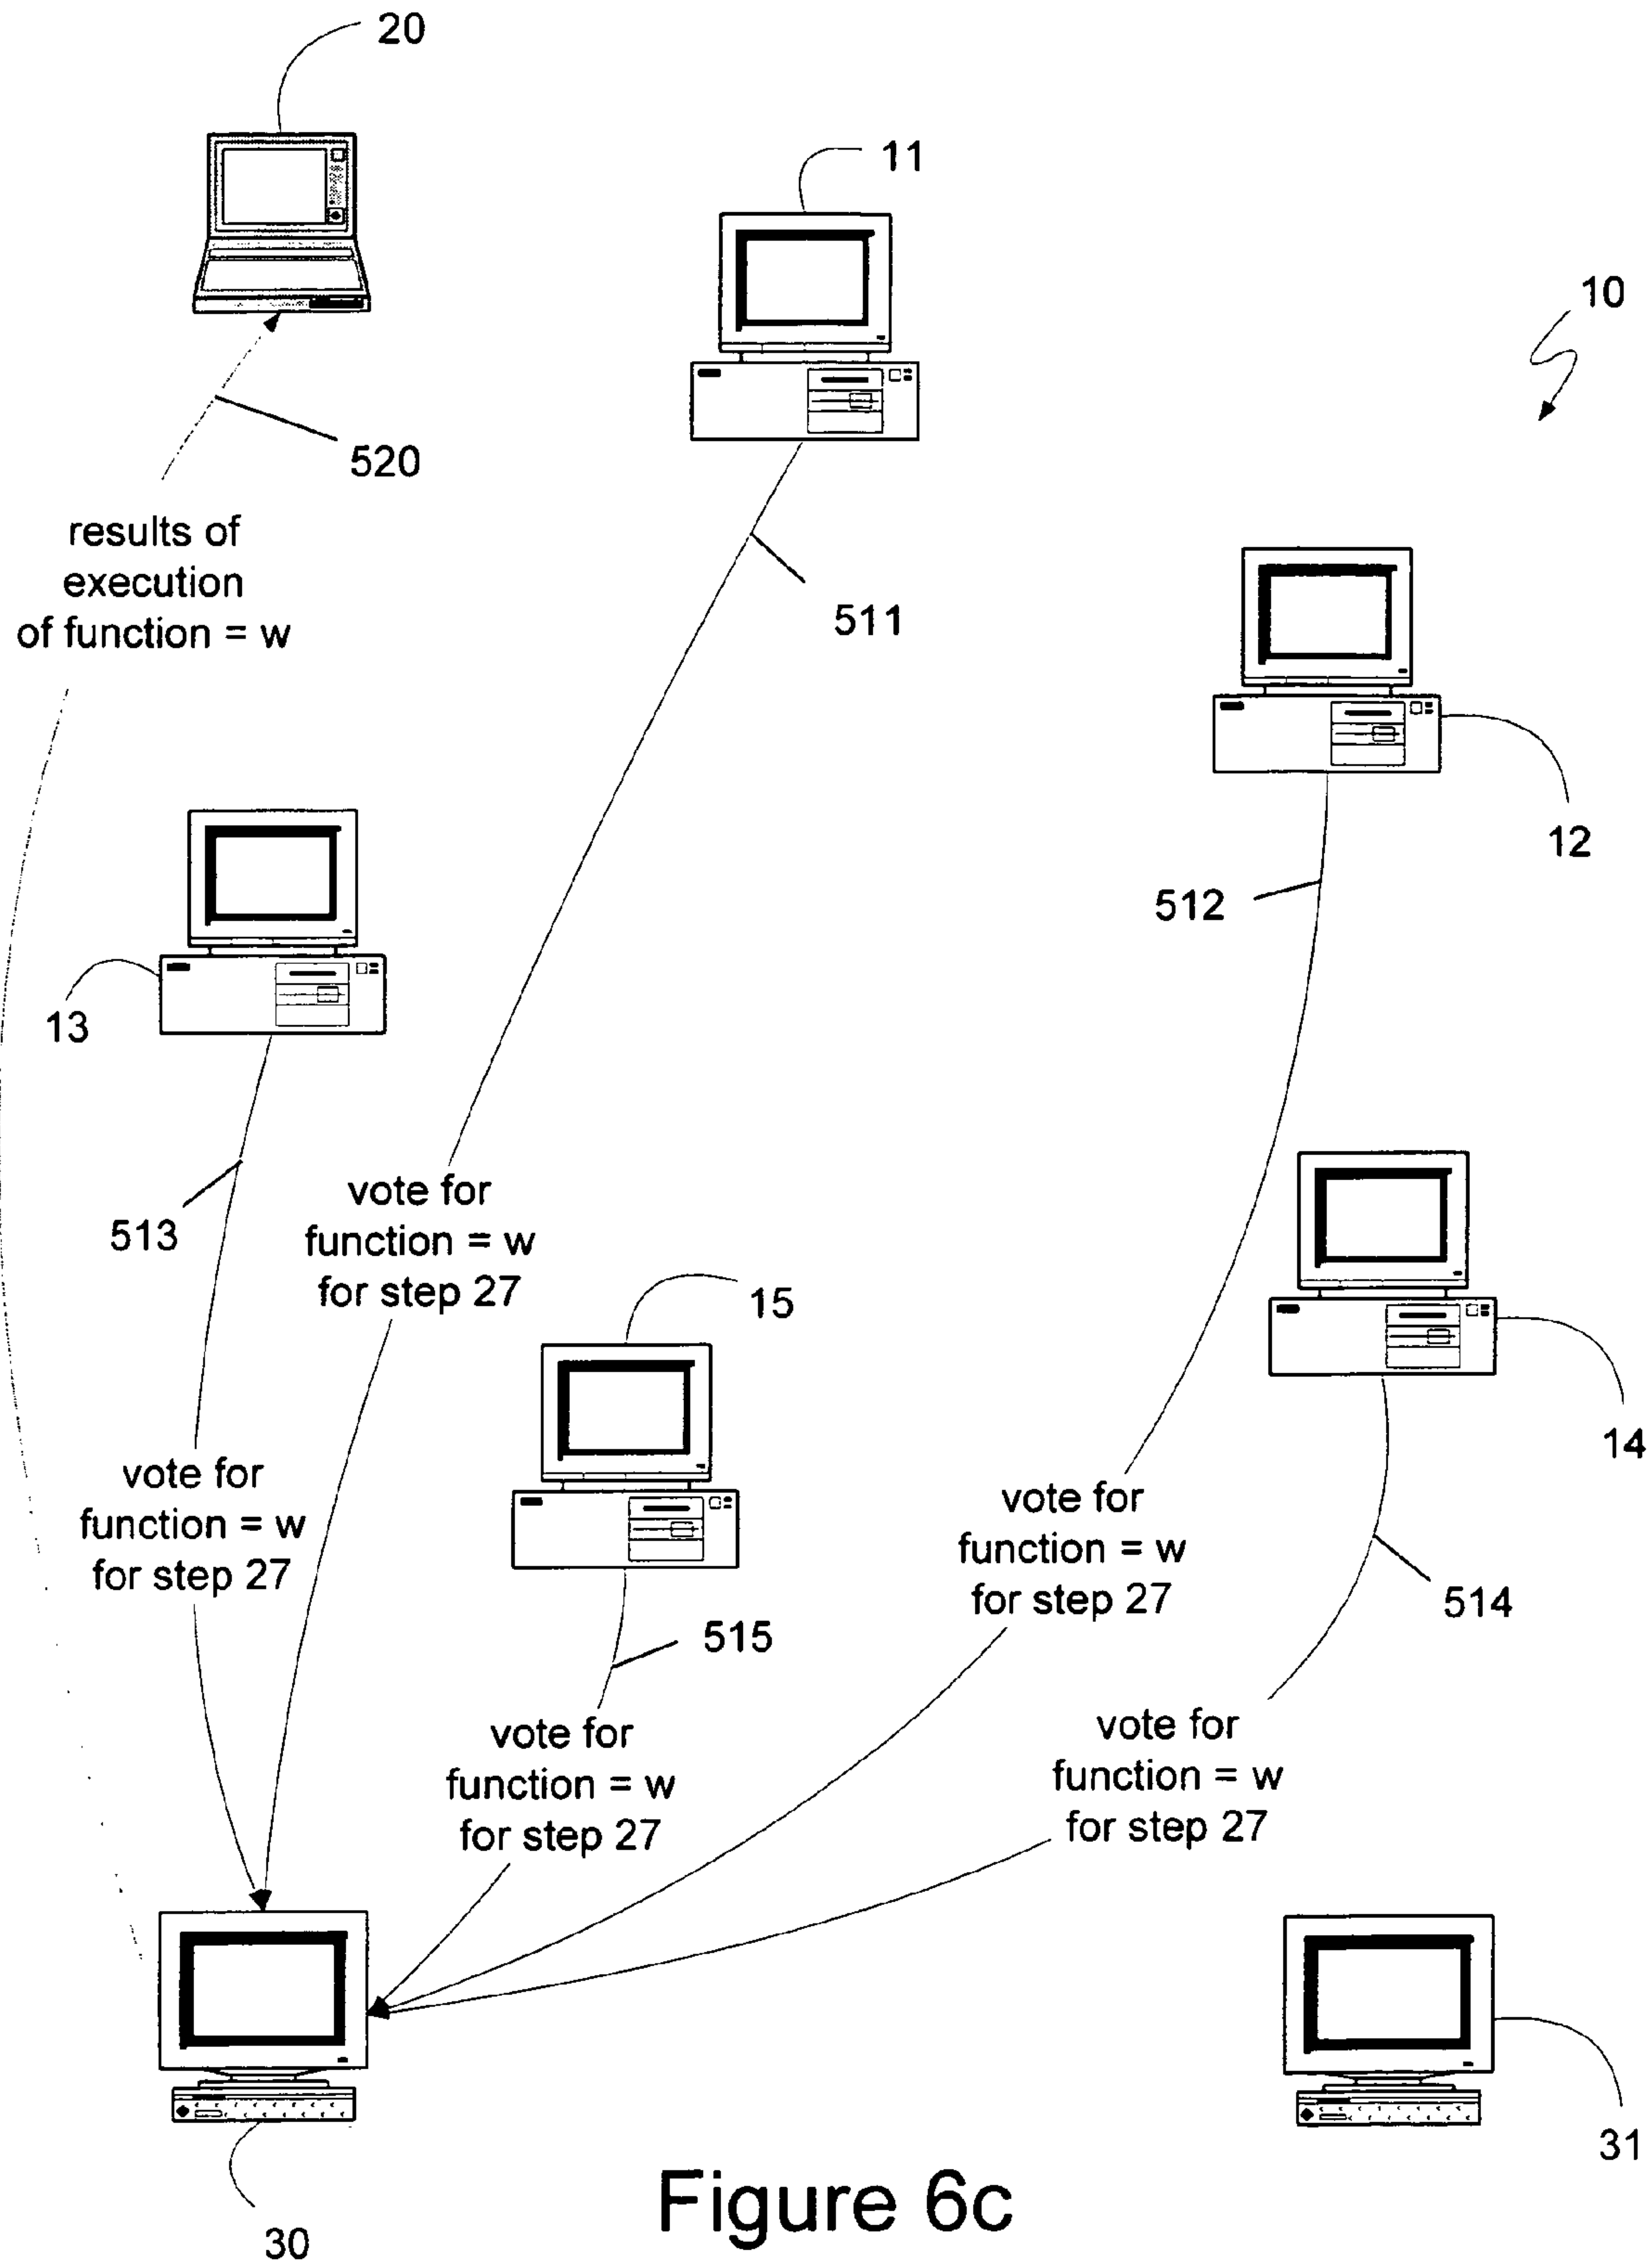 20
11
10
520
results of
execution
of function = w
511
12
512
13
513
vote for
function = w
for step 27
15
14
vote for
function = w
for step 27
vote for
function = w
for step 27
514
515
vote for
function = w
for step 27
vote for
function = w
for step 27
31
Figure 6c
30